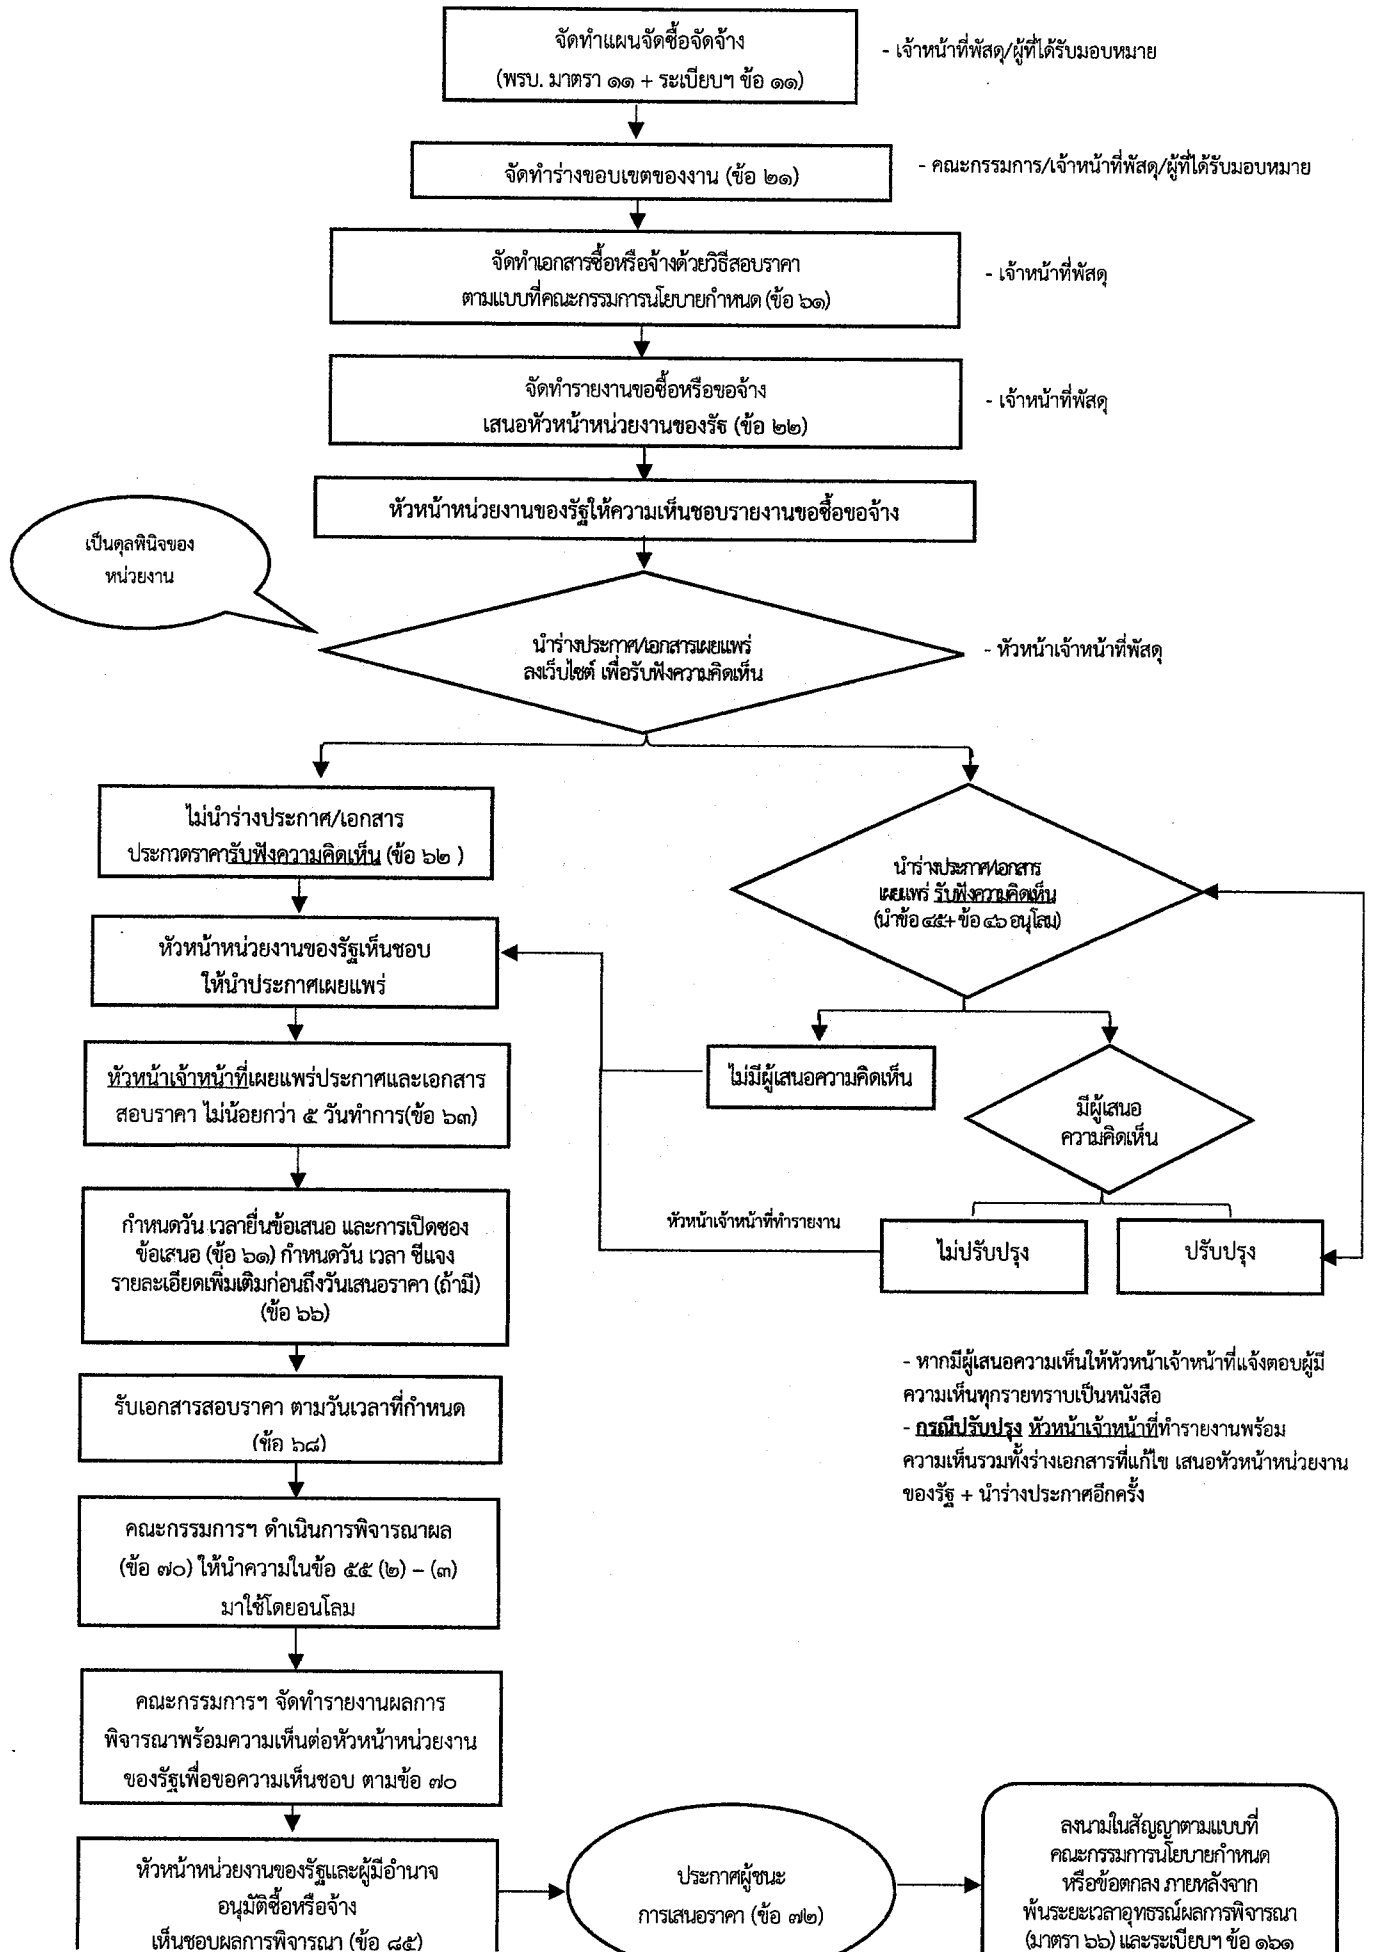 จัดทำแผนจัดซื้อจัดจ้าง
(พรบ. มาตรา ๑๑ + ระเบียบฯ ข้อ ๑๑)
- เจ้าหน้าที่พัสดุ/ผู้ที่ได้รับมอบหมาย
จัดทำร่างขอบเขตของงาน (ข้อ ๒๑)
- คณะกรรมการ/เจ้าหน้าที่พัสดุ/ผู้ที่ได้รับมอบหมาย
จัดทำเอกสารซื้อหรือจ้างด้วยวิธีสอบราคา
ตามแบบที่คณะกรรมการนโยบายกำหนด (ข้อ ๖๑)
- เจ้าหน้าที่พัสดุ
จัดทำรายงานขอซื้อหรือขอจ้าง
เสนอหัวหน้าหน่วยงานของรัฐ (ข้อ ๒๒)
- เจ้าหน้าที่พัสดุ
หัวหน้าหน่วยงานของรัฐให้ความเห็นชอบรายงานขอซื้อขอจ้าง
เป็นดุลพินิจของ
หน่วยงาน
นำร่างประกาศ/เอกสารเผยแพร่
ลงเว็บไซต์ เพื่อรับฟังความคิดเห็น
- หัวหน้าเจ้าหน้าที่พัสดุ
ไม่นำร่างประกาศ/เอกสาร
ประกวดราคารับฟังความคิดเห็น (ข้อ ๖๒ )
นำร่างประกาศ/เอกสาร
เผยแพร่ รับฟังความคิดเห็น
(นำข้อ ๔๕+ ข้อ ๔๖ อนุโลม)
หัวหน้าหน่วยงานของรัฐเห็นชอบ
ให้นำประกาศเผยแพร่
หัวหน้าเจ้าหน้าที่เผยแพร่ประกาศและเอกสาร
สอบราคา ไม่น้อยกว่า ๕ วันทำการ(ข้อ ๖๓)
ไม่มีผู้เสนอความคิดเห็น
มีผู้เสนอ
ความคิดเห็น
กำหนดวัน เวลายื่นข้อเสนอ และการเปิดซอง
ข้อเสนอ (ข้อ ๖๑) กำหนดวัน เวลา ชี้แจง
รายละเอียดเพิ่มเติมก่อนถึงวันเสนอราคา (ถ้ามี)
(ข้อ ๖๖)
หัวหน้าเจ้าหน้าที่ทำรายงาน
ไม่ปรับปรุง
ปรับปรุง
- หากมีผู้เสนอความเห็นให้หัวหน้าเจ้าหน้าที่แจ้งตอบผู้มี
ความเห็นทุกรายทราบเป็นหนังสือ
- กรณีปรับปรุง หัวหน้าเจ้าหน้าที่ทำรายงานพร้อม
ความเห็นรวมทั้งร่างเอกสารที่แก้ไข เสนอหัวหน้าหน่วยงาน
ของรัฐ + นำร่างประกาศอีกครั้ง
รับเอกสารสอบราคา ตามวันเวลาที่กำหนด
(ข้อ ๖๘)
คณะกรรมการฯ ดำเนินการพิจารณาผล
(ข้อ ๗๐) ให้นำความในข้อ ๕๕ (๒) – (๓)
มาใช้โดยอนุโลม
คณะกรรมการฯ จัดทำรายงานผลการ
พิจารณาพร้อมความเห็นต่อหัวหน้าหน่วยงาน
ของรัฐเพื่อขอความเห็นชอบ ตามข้อ ๗๐
หัวหน้าหน่วยงานของรัฐและผู้มีอำนาจ
อนุมัติซื้อหรือจ้าง
เห็นชอบผลการพิจารณา (ข้อ ๘๕)
ประกาศผู้ชนะ
การเสนอราคา (ข้อ ๗๒)
ลงนามในสัญญาตามแบบที่
คณะกรรมการนโยบายกำหนด
หรือข้อตกลง ภายหลังจาก
พ้นระยะเวลาอุทธรณ์ผลการพิจารณา
(มาตรา ๖๖) และระเบียบฯ ข้อ ๑๖๑